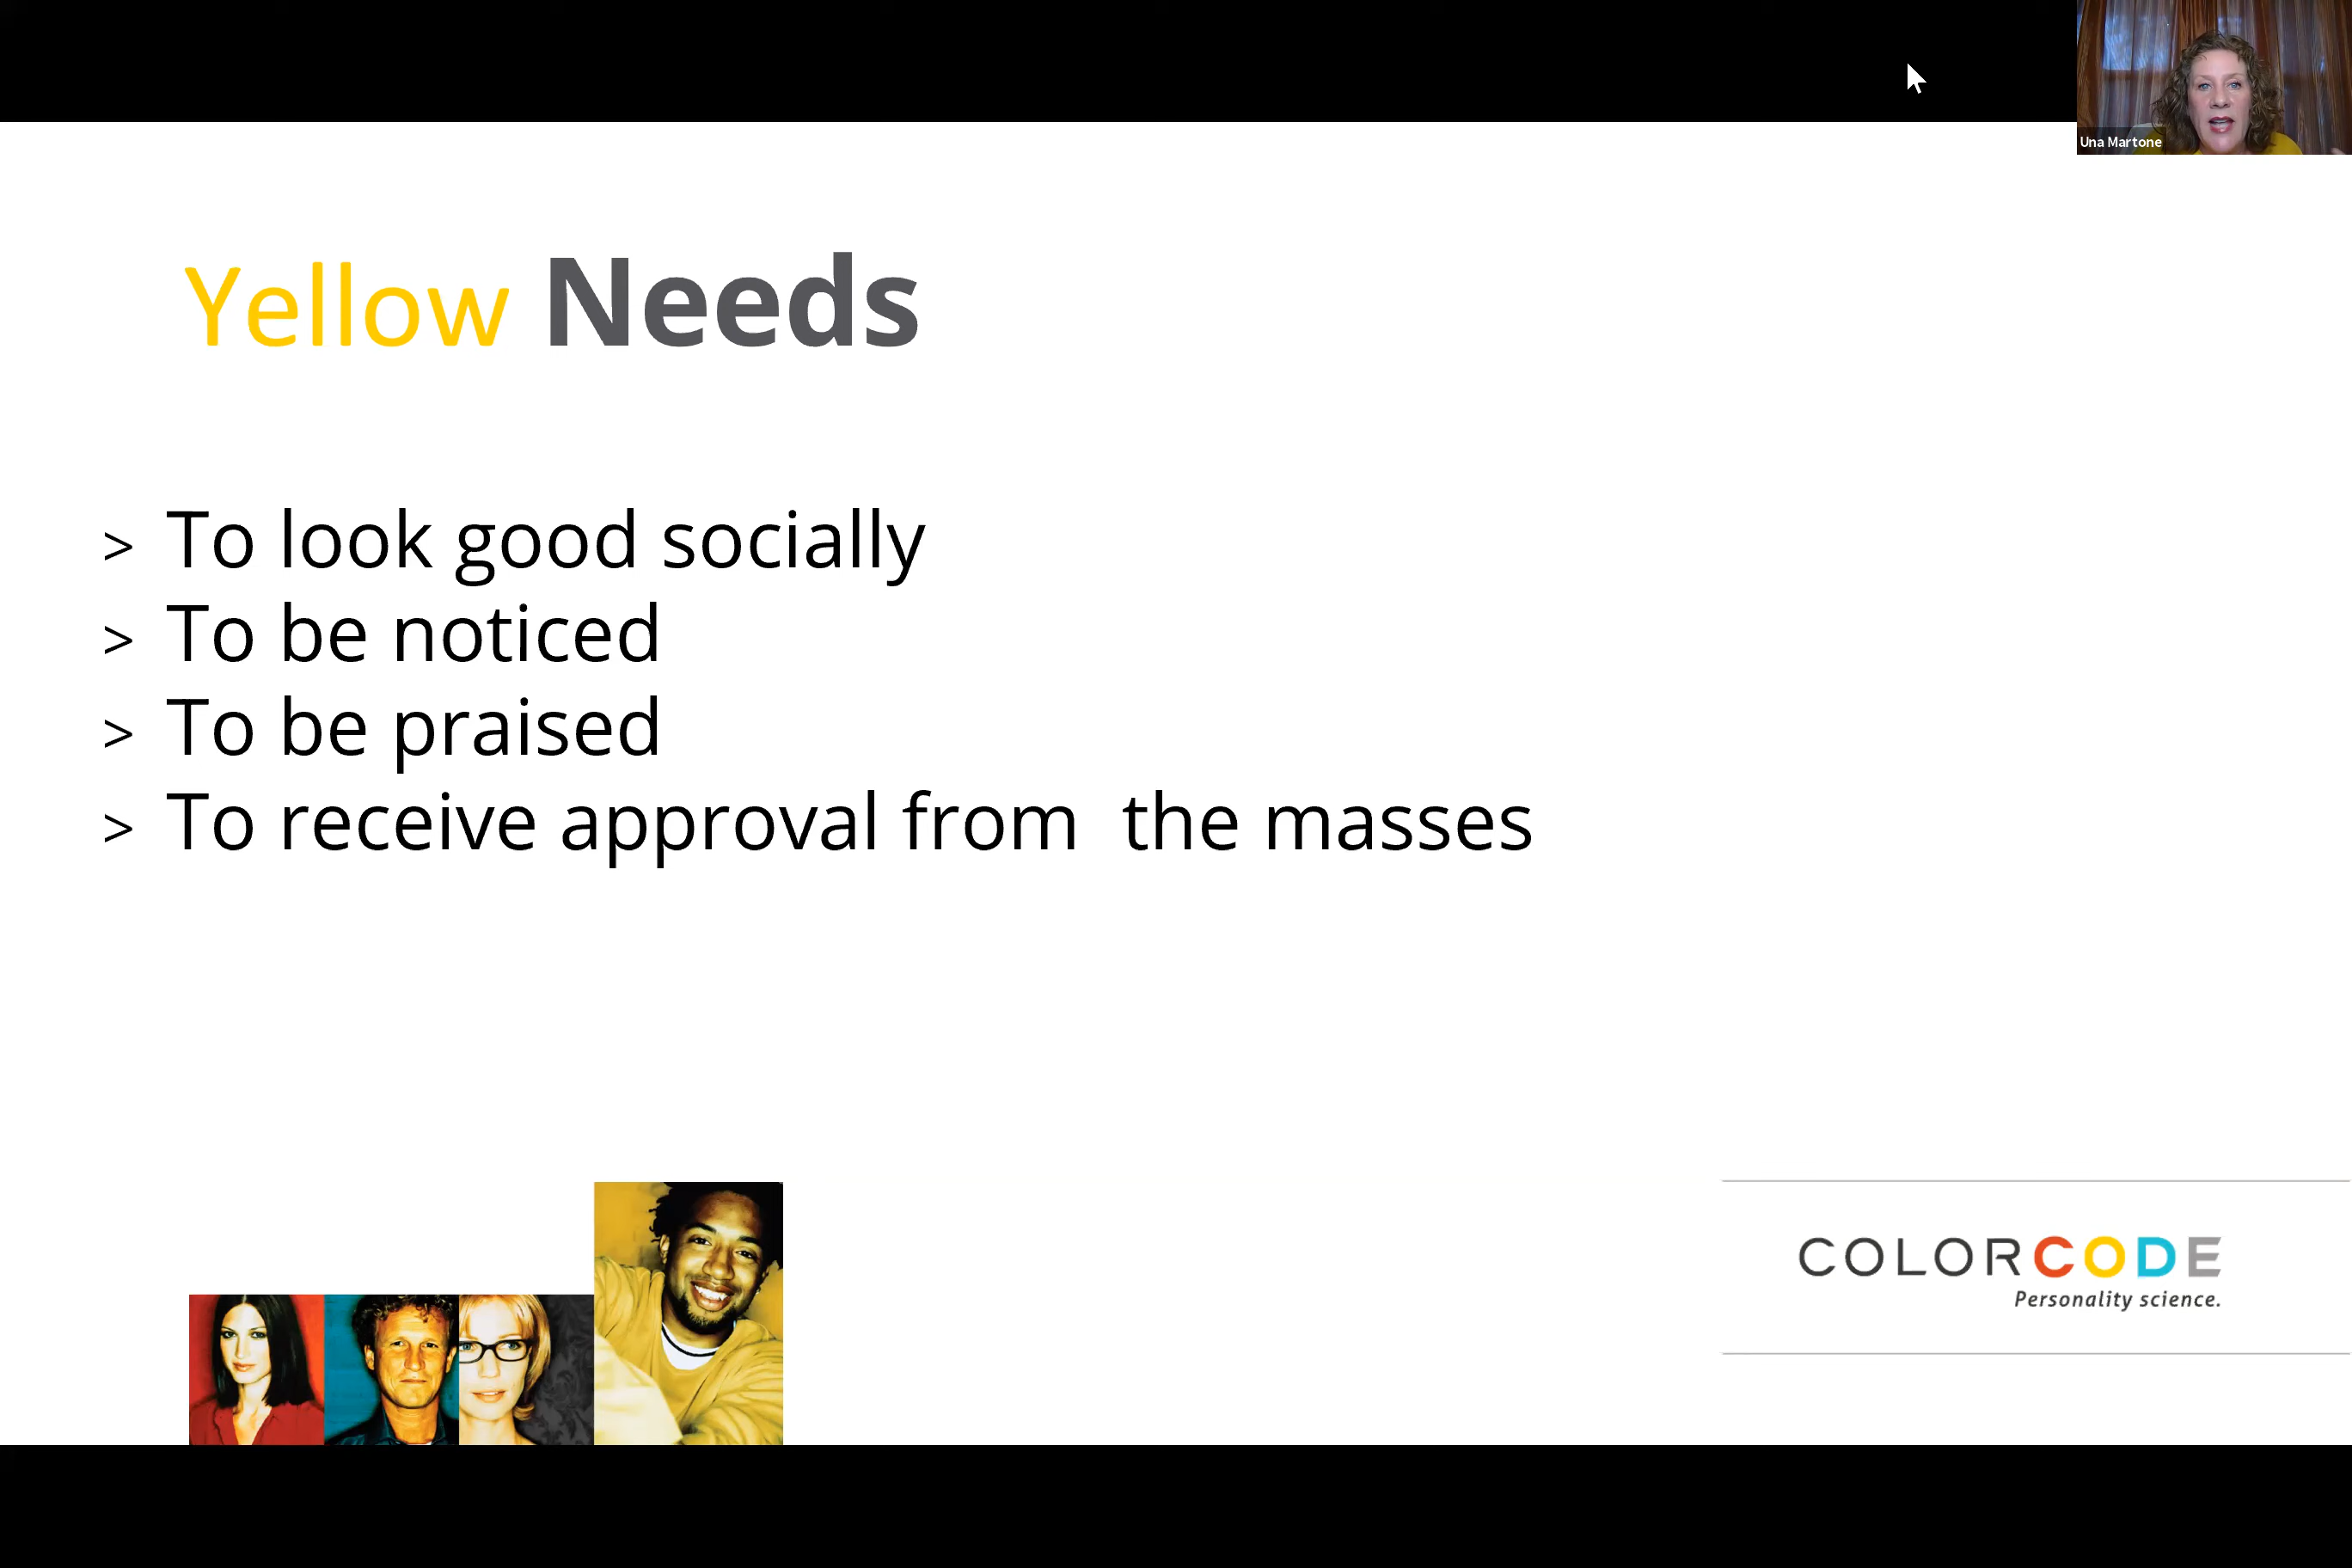 Una Martone
Yellow Needs
> To look good socially
> To be noticed
> To be praised
> To receive approval from  the masses
COLORCODE
Personality science.